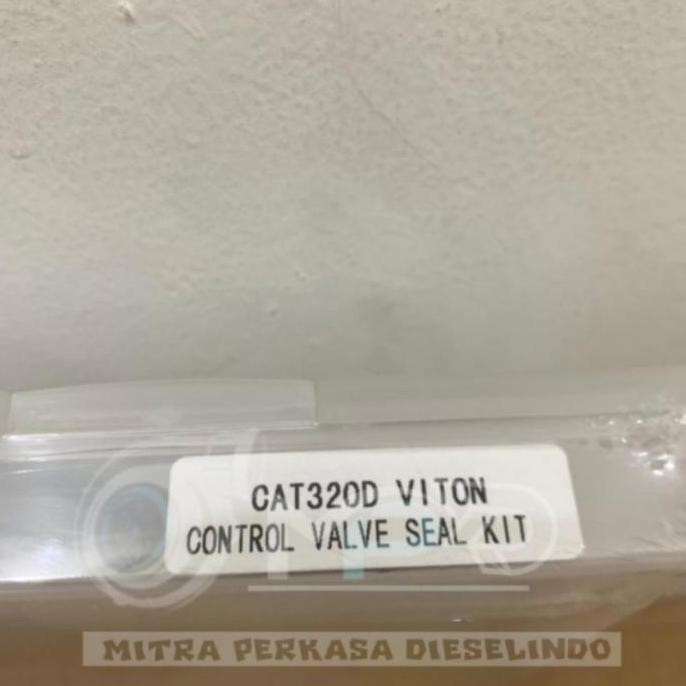 CAT320D VITON
CONTROL VALVE SEAL KIT
MITRA PERKASA DIESELINDO